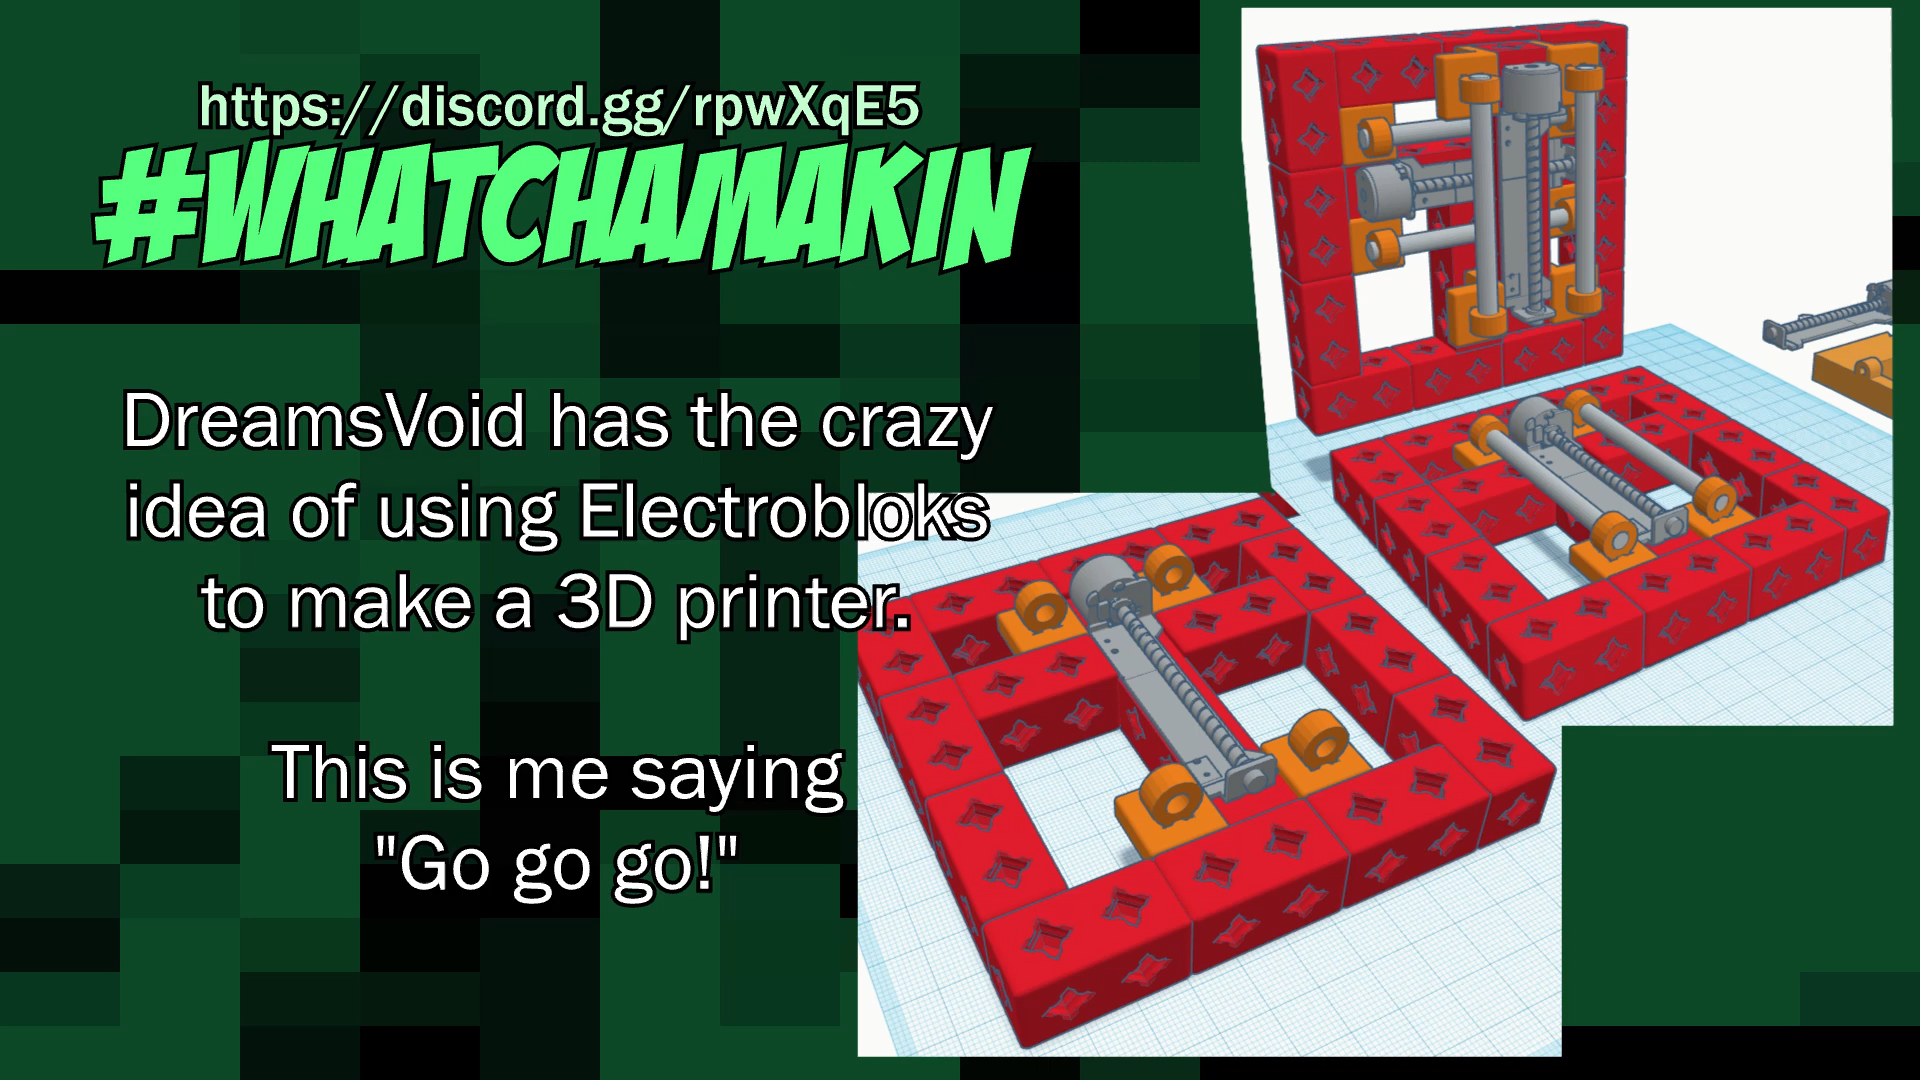 https://discord.gg/rpwXqE5
#WHATCHAMAKIN
DreamsVoid has the crazy
idea of using Electrobloks
to make a 3D printer.
This is me saying
"Go go go!"